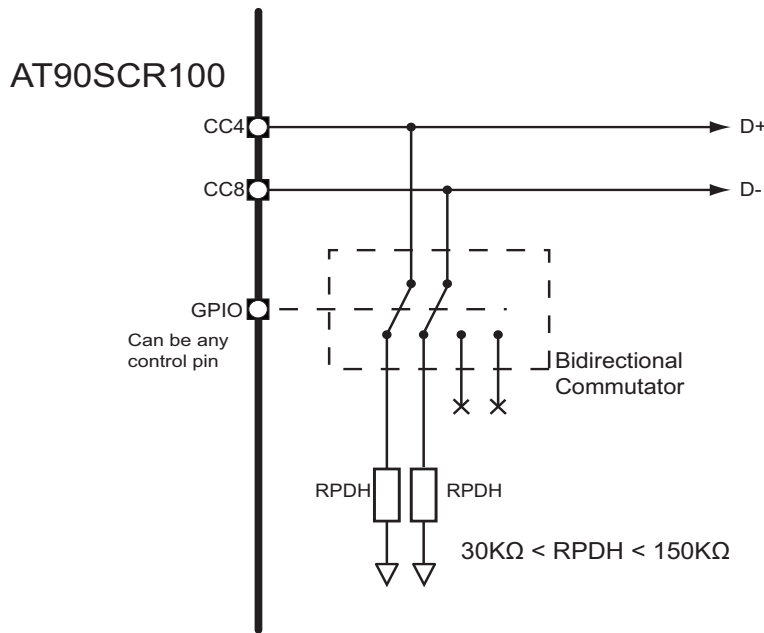 AT90SCR100
CC4
D+
CC8
D-
GPIO
Can be any
control pin
Bidirectional
Commutator
RPDH
RPDH
30KΩ < RPDH < 150KΩ